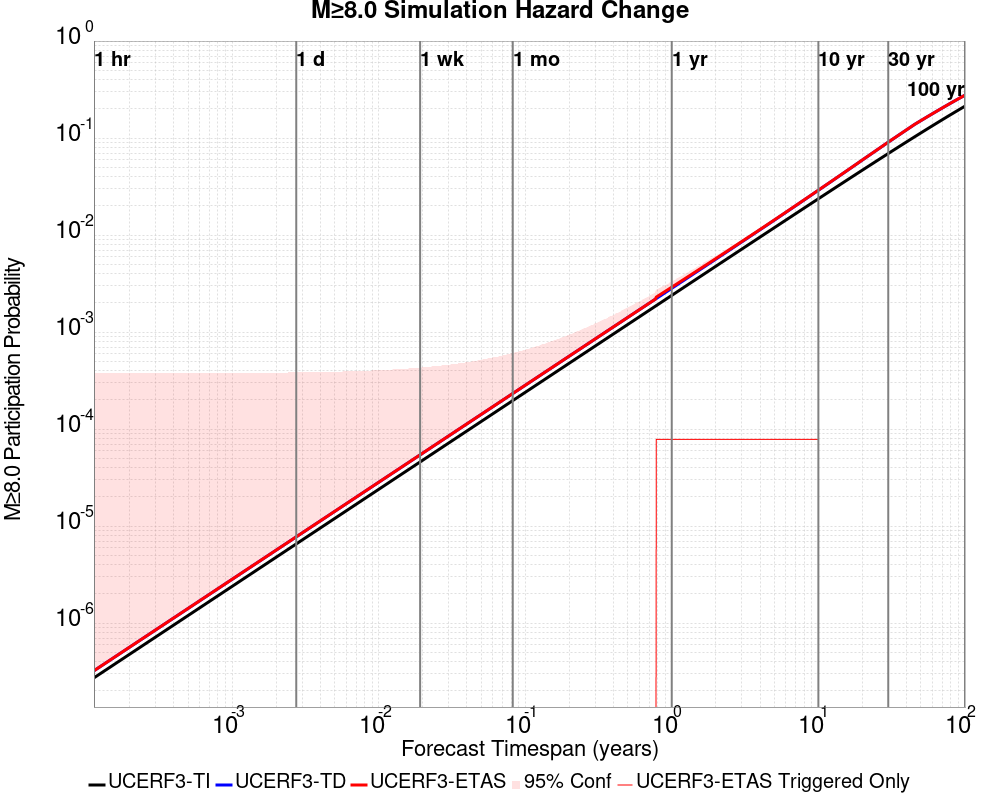 M≥8.0 Simulation Hazard Change
10^0
1 hr 1 d 1 wk 1 mo 1 yr 10 yr 30 yr
100 yr
10^-1
10^-2
10^-3
10^-4
10^-5
10^-6
M≥8.0 Participation Probability
10^-3 10^-2 10^-1 10^0 10^1 10^2
Forecast Timespan (years)
UCERF3-TI UCERF3-TD UCERF3-ETAS 95% Conf UCERF3-ETAS Triggered Only